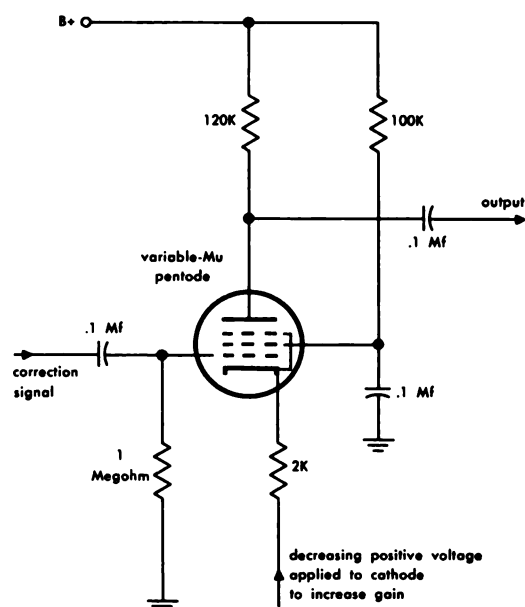 B+
120K
100K
output
.1 Mf
variable-Mu
pentode
.1 Mf
correction
signal
.1 Mf
1
Megohm
2K
decreasing positive voltage
applied to cathode
to increase gain